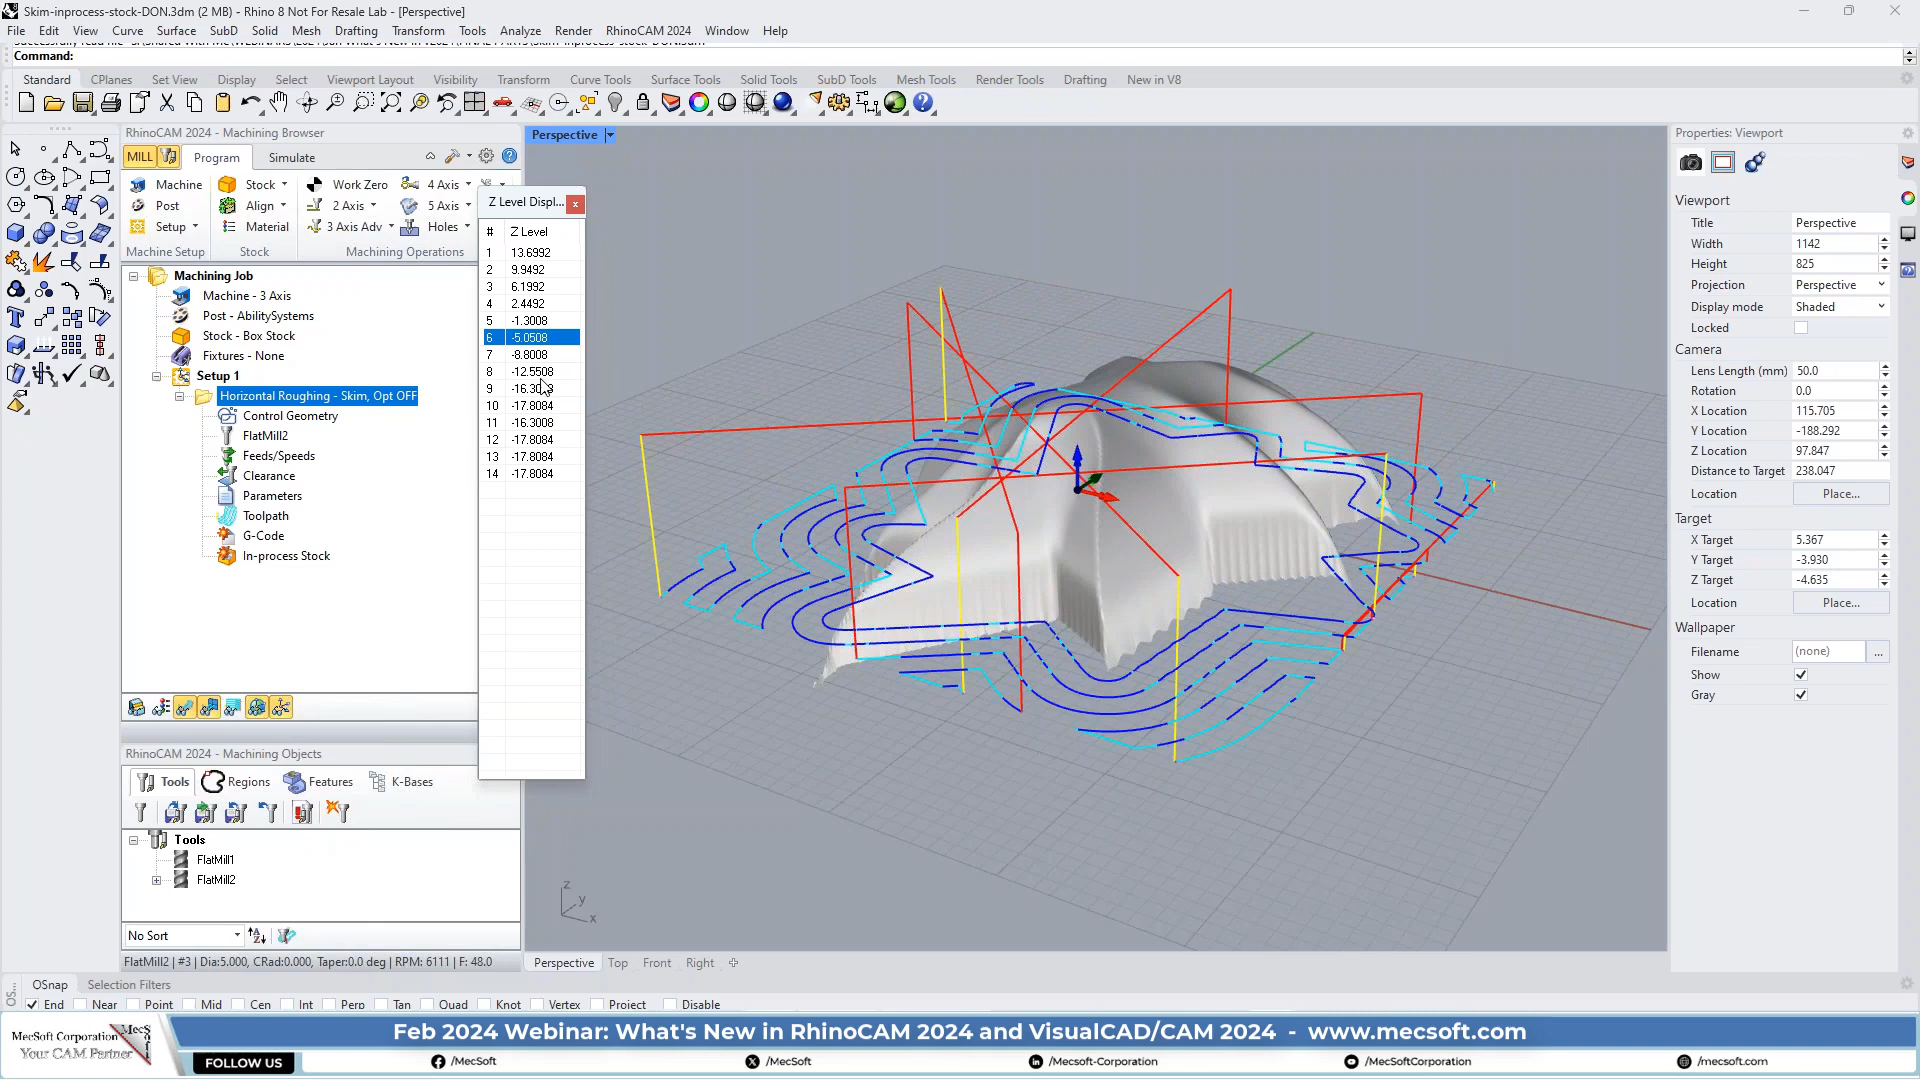 Skim-inprocess-stock-DON.3dm (2 MB) - Rhino 8 Not For Resale Lab - [Perspective]
File Edit View Curve Surface SubD Solid Mesh Drafting Transform Tools Analyze Render RhinoCAM 2024 Window Help
Command:
Standard CPlanes Set View Display Select Viewport Layout Visibility Transform Curve Tools Surface Tools Solid Tools SubD Tools Mesh Tools Render Tools Drafting New in V8
RhinoCAM 2024 - Machining Browser
MILL Program Simulate
Machine Stock Work Zero 4 Axis
Post Align 2 Axis 5 Axis
Setup Material 3 Axis Adv Holes
Machine Setup Stock Machining Operations
Machining Job
Machine - 3 Axis
Post - AbilitySystems
Stock - Box Stock
Fixtures - None
Setup 1
Horizontal Roughing - Skim, Opt OFF
Control Geometry
FlatMill2
Feeds/Speeds
Clearance
Parameters
Toolpath
G-Code
In-process Stock
Z Level Displ...
# Z Level
1 13.6992
2 9.9492
3 6.1992
4 2.4492
5 -1.3008
6 -5.0508
7 -8.8008
8 -12.5508
9 -16.3008
10 -17.8084
11 -16.3008
12 -17.8084
13 -17.8084
14 -17.8084
RhinoCAM 2024 - Machining Objects
Tools Regions Features K-Bases
Tools
FlatMill1
FlatMill2
No Sort
FlatMill2 | #3 | Dia:5.000, CRad:0.000, Taper:0.0 deg | RPM: 6111 | F: 48.0
Perspective
z
y
x
Perspective Top Front Right
Properties: Viewport
Viewport
Title Perspective
Width 1142
Height 825
Projection Perspective
Display mode Shaded
Locked
Camera
Lens Length (mm) 50.0
Rotation 0.0
X Location 115.705
Y Location -188.292
Z Location 97.847
Distance to Target 238.047
Location Place...
Target
X Target 5.367
Y Target -3.930
Z Target -4.635
Location Place...
Wallpaper
Filename (none) ...
Show
Gray
OS...
OSnap Selection Filters
End Near Point Mid Cen Int Perp Tan Quad Knot Vertex Project Disable
MecSoft Corporation
Your CAM Partner
MecSoft
Feb 2024 Webinar: What's New in RhinoCAM 2024 and VisualCAD/CAM 2024 - www.mecsoft.com
FOLLOW US /MecSoft /MecSoft /Mecsoft-Corporation /MecSoftCorporation /mecsoft.com